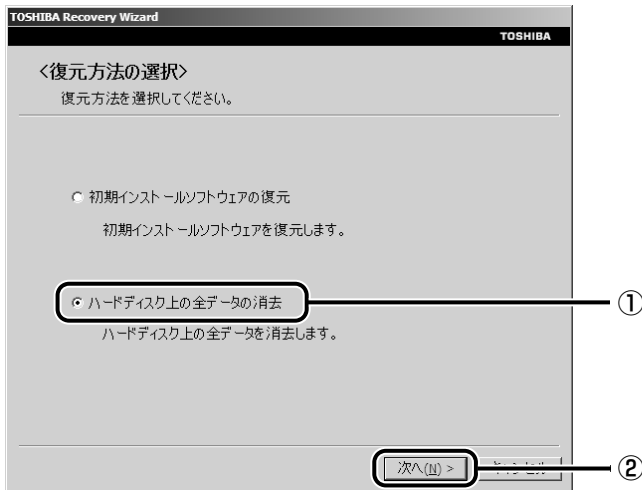 TOSHIBA Recovery Wizard
TOSHIBA
<復元方法の選択>
復元方法を選択してください。
初期インストールソフトウェアの復元
初期インストールソフトウェアを復元します。
ハードディスク上の全データの消去
①
ハードディスク上の全データを消去します。
次へ(N) >
②